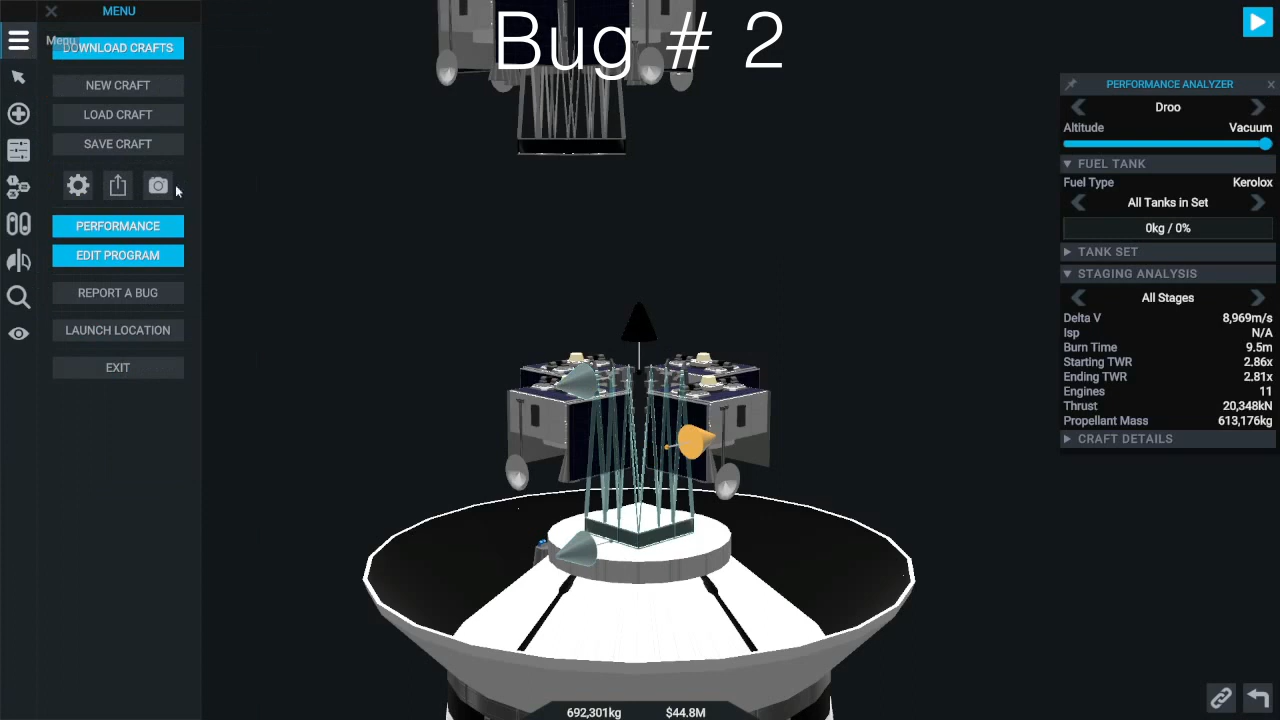 Bug # 2
MENU
Menu
DOWNLOAD CRAFTS
NEW CRAFT
LOAD CRAFT
SAVE CRAFT
PERFORMANCE
EDIT PROGRAM
REPORT A BUG
LAUNCH LOCATION
EXIT
PERFORMANCE ANALYZER
Droo
Altitude Vacuum
FUEL TANK
Fuel Type Kerolox
All Tanks in Set
0kg / 0%
TANK SET
STAGING ANALYSIS
All Stages
Delta V 8,969m/s
Isp N/A
Burn Time 9.5m
Starting TWR 2.86x
Ending TWR 2.81x
Engines 11
Thrust 20,348kN
Propellant Mass 613,176kg
CRAFT DETAILS
692,301kg $44.8M